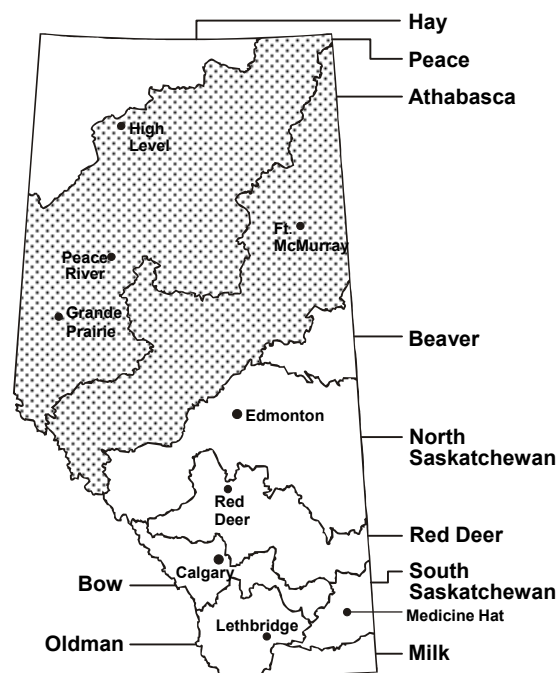 Hay
Peace
Athabasca
High
Level
Ft.
McMurray
Peace
River
Grande
Prairie
Beaver
Edmonton
North
Saskatchewan
Red
Deer
Red Deer
Calgary
South
Saskatchewan
Bow
Medicine Hat
Lethbridge
Oldman
Milk